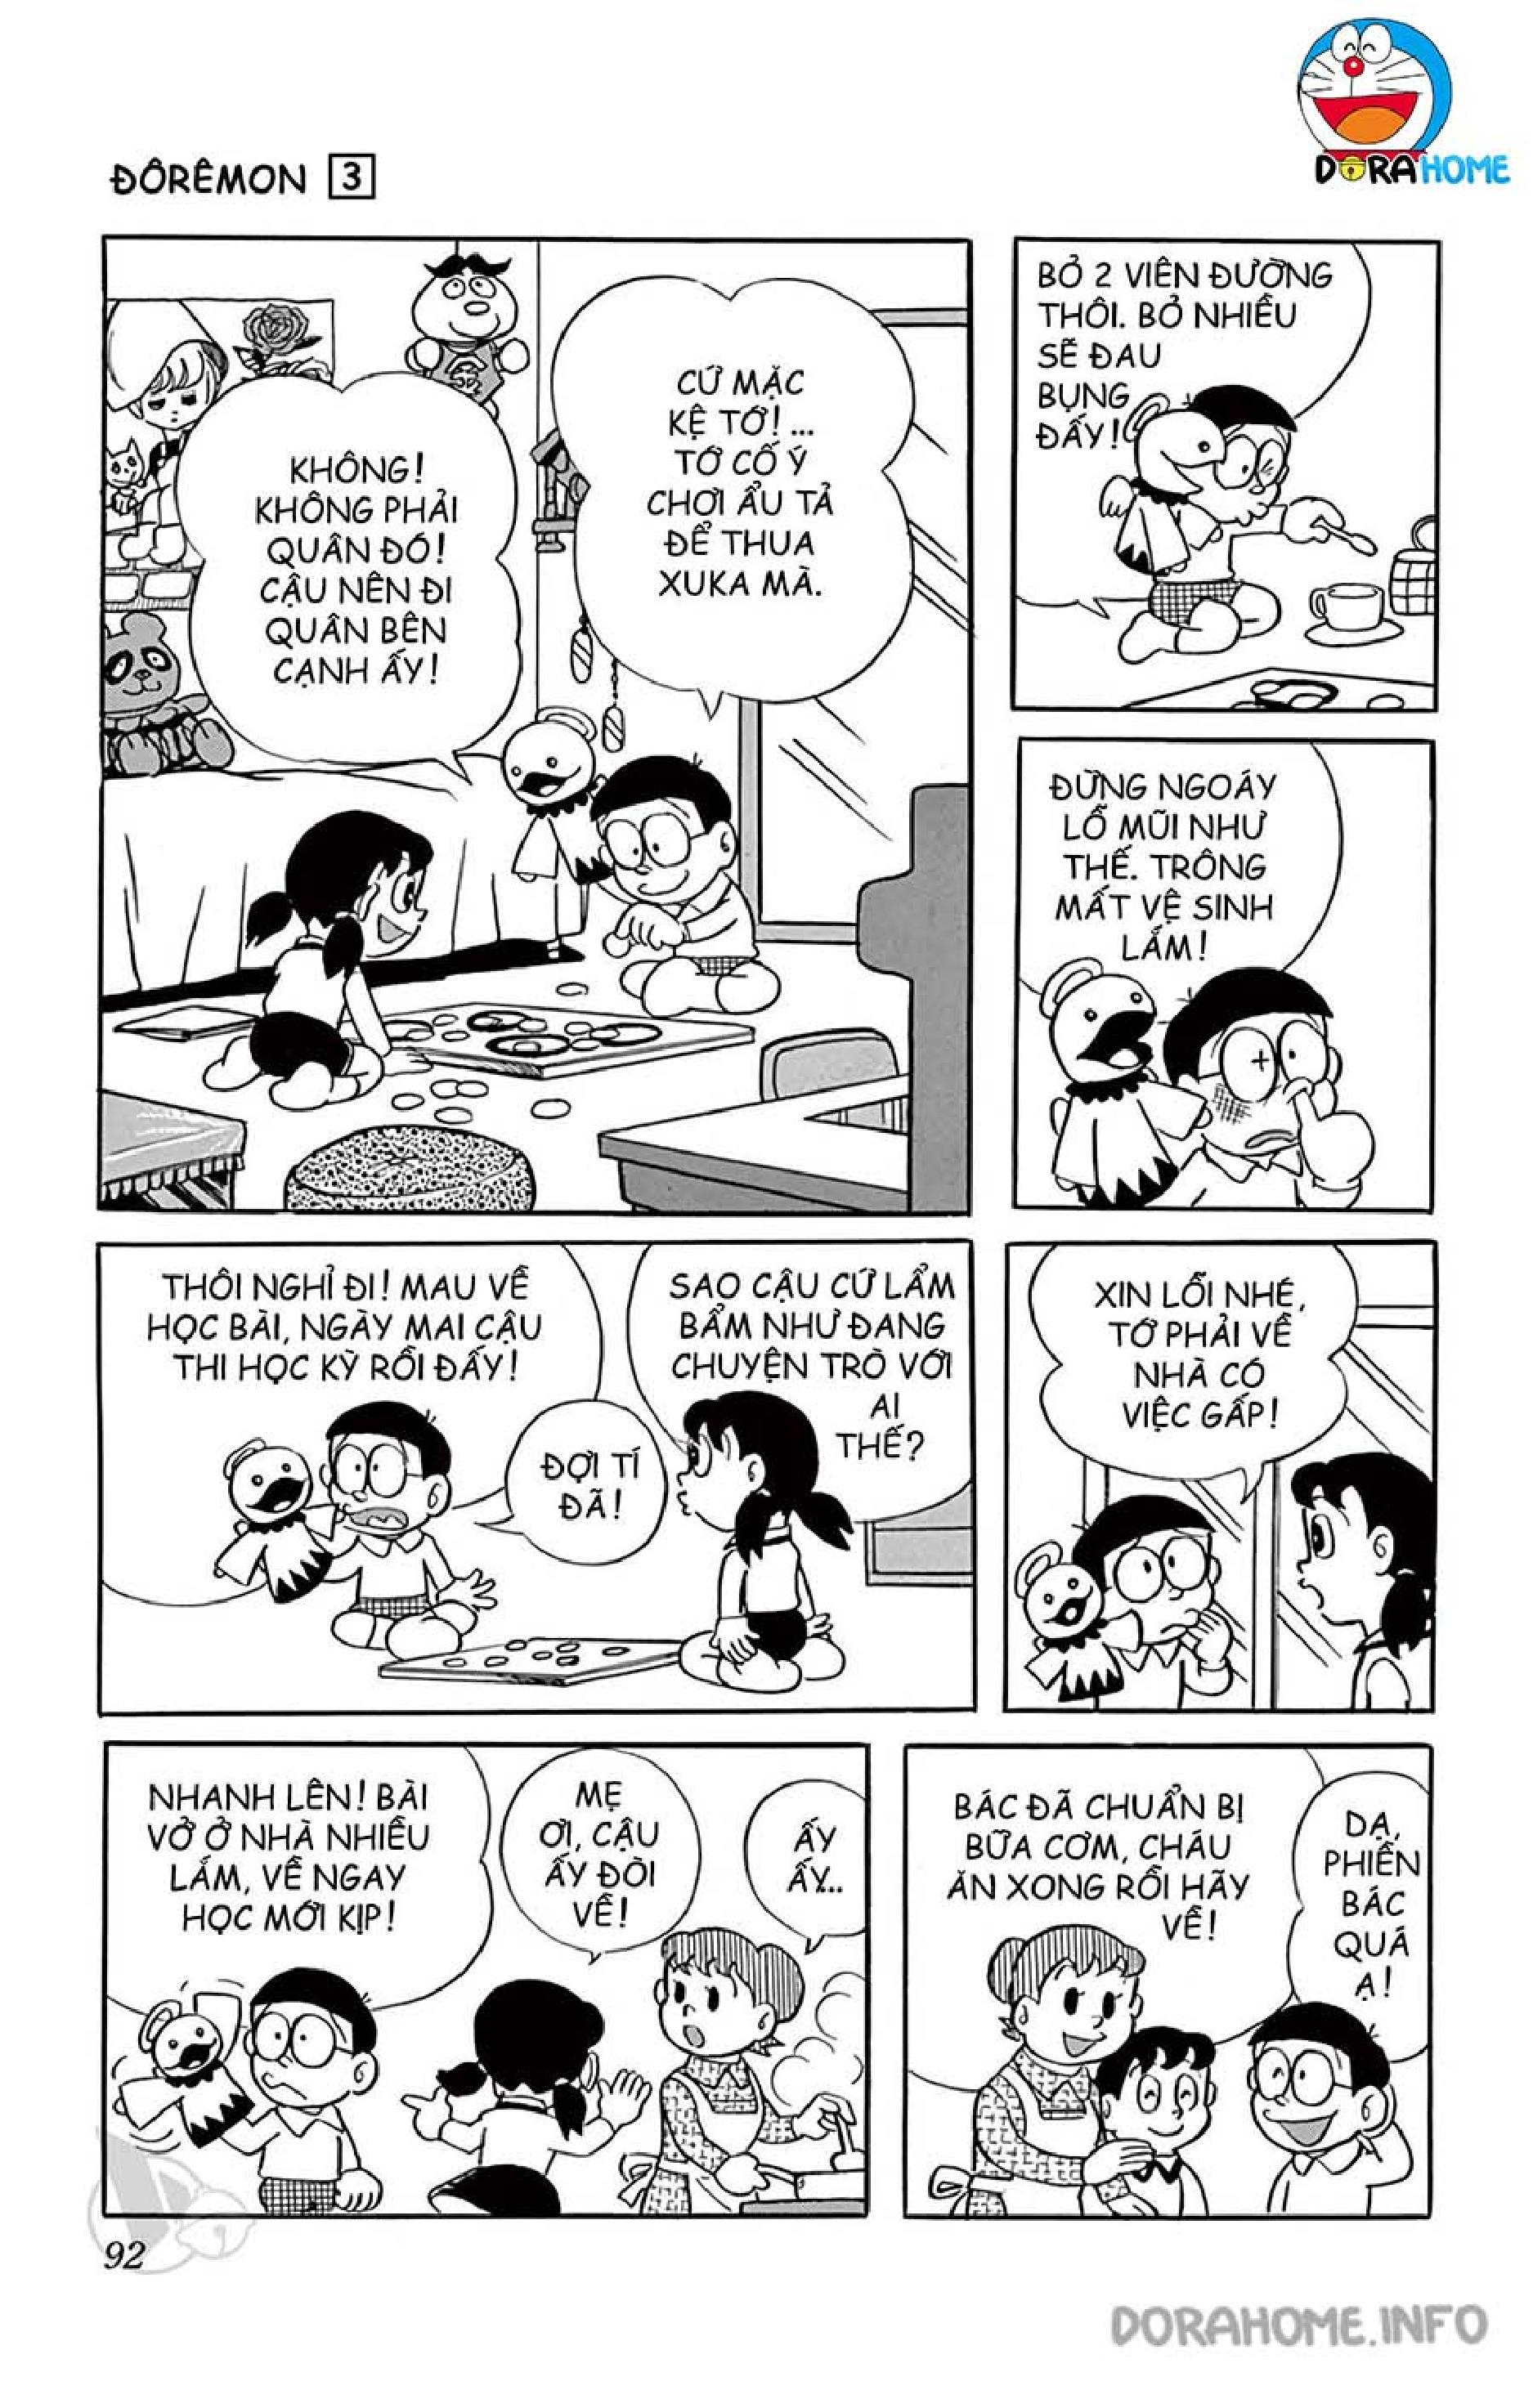 DORAHOME
ĐÔRÊMON 3
KHÔNG!
KHÔNG PHẢI
QUÂN ĐÓ!
CẬU NÊN ĐI
QUÂN BÊN
CẠNH ẤY!
CỨ MẶC
KỆ TỚ!...
TỚ CỐ Ý
CHƠI ẨU TẢ
ĐỂ THUA
XUKA MÀ.
BỎ 2 VIÊN ĐƯỜNG
THÔI. BỎ NHIỀU
SẼ ĐAU
BỤNG
ĐẤY!
ĐỪNG NGOÁY
LỖ MŨI NHƯ
THẾ. TRÔNG
MẤT VỆ SINH
LẮM!
THÔI NGHỈ ĐI! MAU VỀ
HỌC BÀI, NGÀY MAI CẬU
THI HỌC KỲ RỒI ĐẤY!
ĐỢI TÍ
ĐÃ!
SAO CẬU CỨ LẨM
BẨM NHƯ ĐANG
CHUYỆN TRÒ VỚI
AI
THẾ?
XIN LỖI NHÉ,
TỚ PHẢI VỀ
NHÀ CÓ
VIỆC GẤP!
NHANH LÊN! BÀI
VỞ Ở NHÀ NHIỀU
LẮM, VỀ NGAY
HỌC MỚI KỊP!
MẸ
ƠI, CẬU
ẤY ĐÒI
VỀ!
ẤY
ẤY...
BÁC ĐÃ CHUẨN BỊ
BỮA CƠM, CHÁU
ĂN XONG RỒI HÃY
VỀ!
DẠ,
PHIỀN
BÁC
QUÁ
Ạ!
92
DORAHOME.INFO